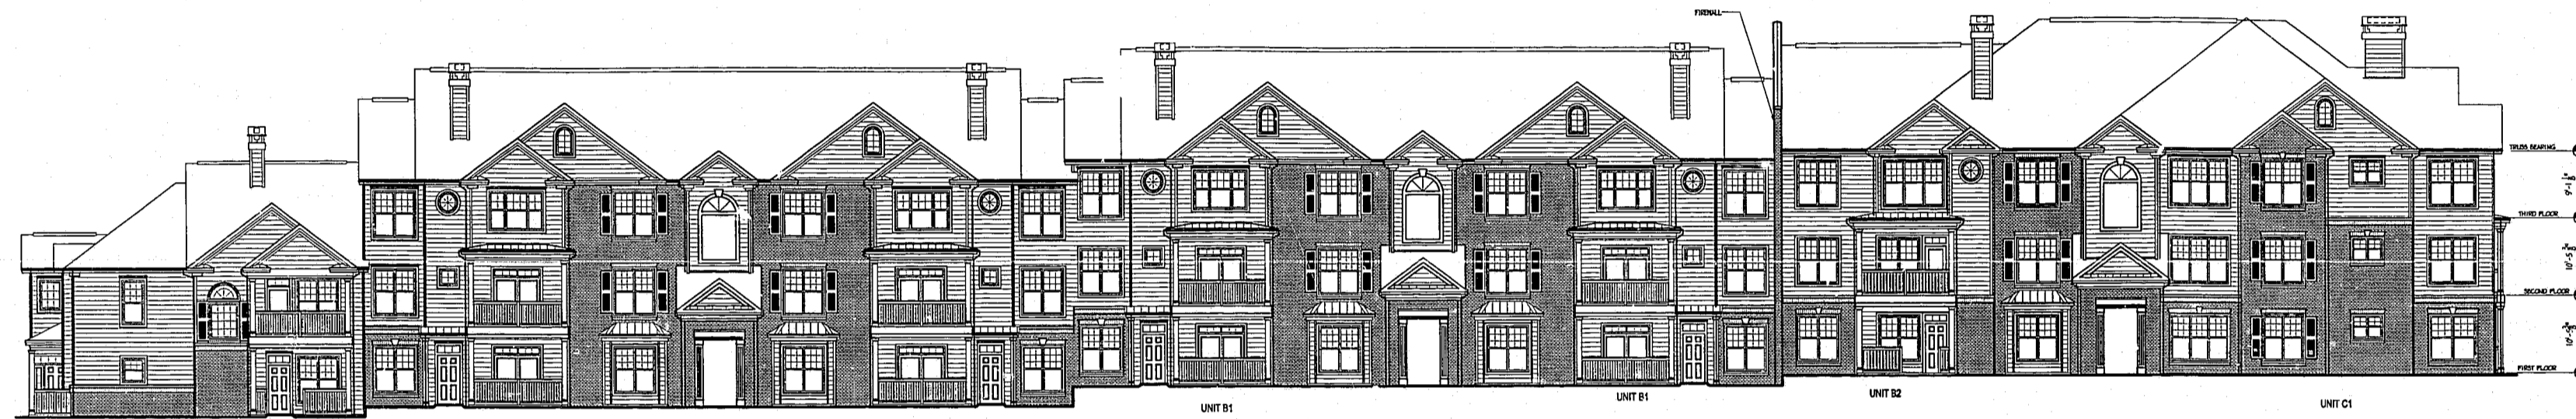 FIREWALL
TRUSS BEARING
THIRD FLOOR
SECOND FLOOR
FIRST FLOOR
UNIT B1
UNIT B1
UNIT B2
UNIT C1